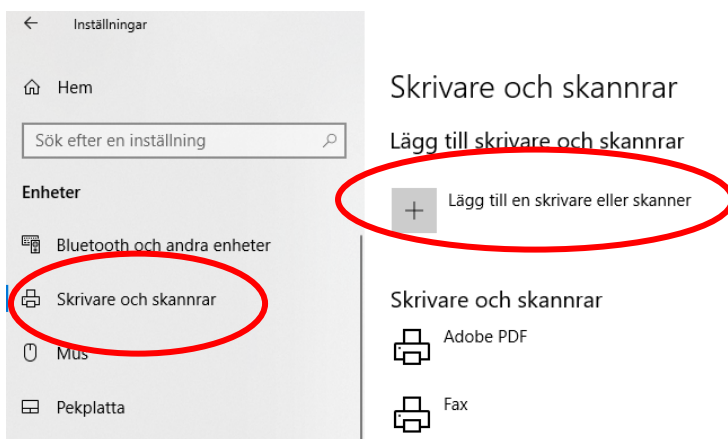 Inställningar
Hem
Sök efter en inställning
Enheter
Bluetooth och andra enheter
Skrivare och skannrar
Mus
Pekplatta
Skrivare och skannrar
Lägg till skrivare och skannrar
Lägg till en skrivare eller skanner
Skrivare och skannrar
Adobe PDF
Fax